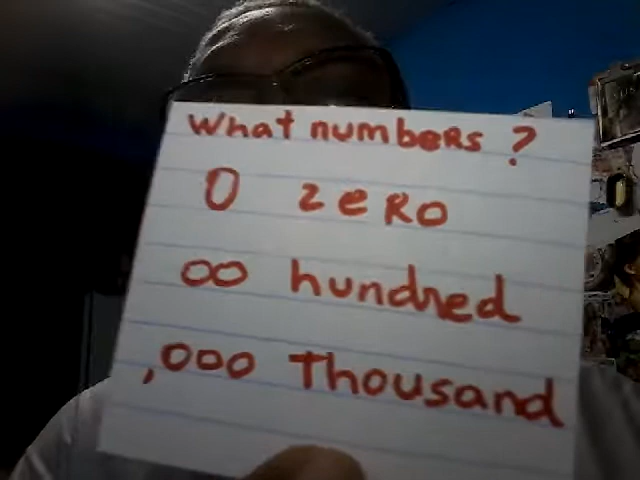 What numbers ?
0 zeRo
00 hundred
,000 Thousand